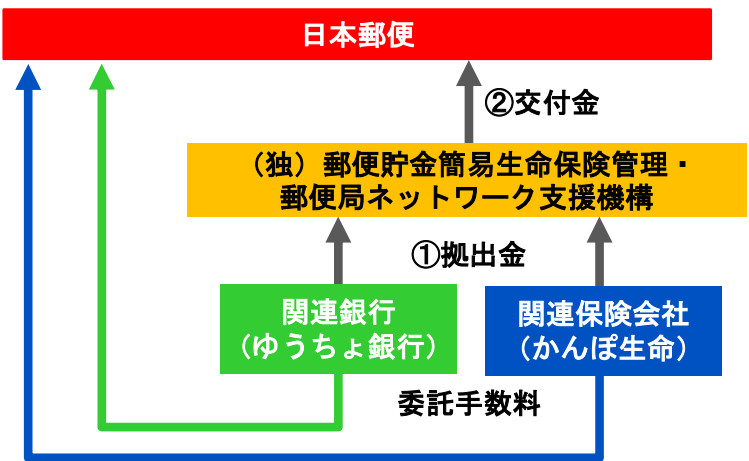 日本郵便
②交付金
（独）郵便貯金簡易生命保険管理・
郵便局ネットワーク支援機構
①拠出金
関連銀行
（ゆうちょ銀行）
関連保険会社
（かんぽ生命）
委託手数料